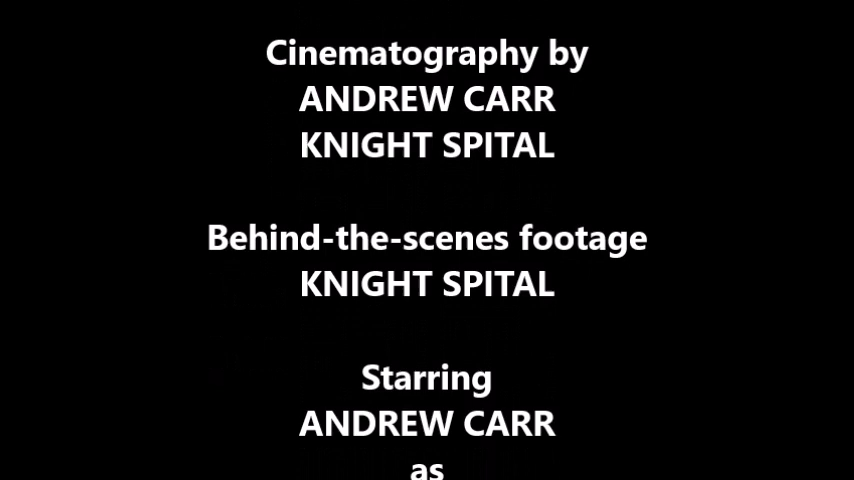 Cinematography by
ANDREW CARR
KNIGHT SPITAL
Behind-the-scenes footage
KNIGHT SPITAL
Starring
ANDREW CARR
as